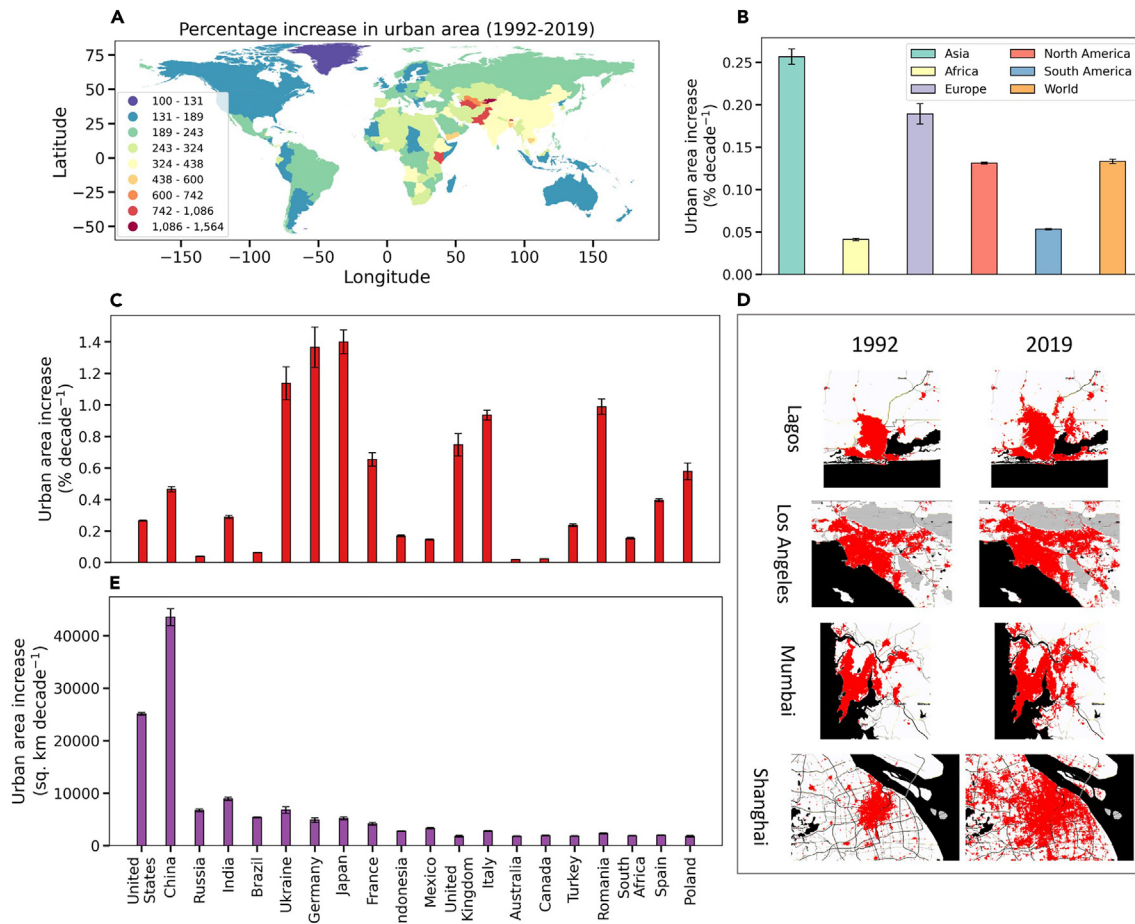 A
Percentage increase in urban area (1992-2019)
75
50
25
0
−25
−50
Latitude
100 - 131
131 - 189
189 - 243
243 - 324
324 - 438
438 - 600
600 - 742
742 - 1,086
1,086 - 1,564
−150
−100
−50
0
50
100
150
Longitude
B
Urban area increase
(% decade⁻¹)
0.25
0.20
0.15
0.10
0.05
0.00
Asia
Africa
Europe
North America
South America
World
C
Urban area increase
(% decade⁻¹)
1.4
1.2
1.0
0.8
0.6
0.4
0.2
0.0
D
1992
2019
Lagos
Los Angeles
Mumbai
Shanghai
E
Urban area increase
(sq. km decade⁻¹)
40000
30000
20000
10000
0
United
States
China
Russia
India
Brazil
Ukraine
Germany
Japan
France
Indonesia
Mexico
United
Kingdom
Italy
Australia
Canada
Turkey
Romania
South
Africa
Spain
Poland